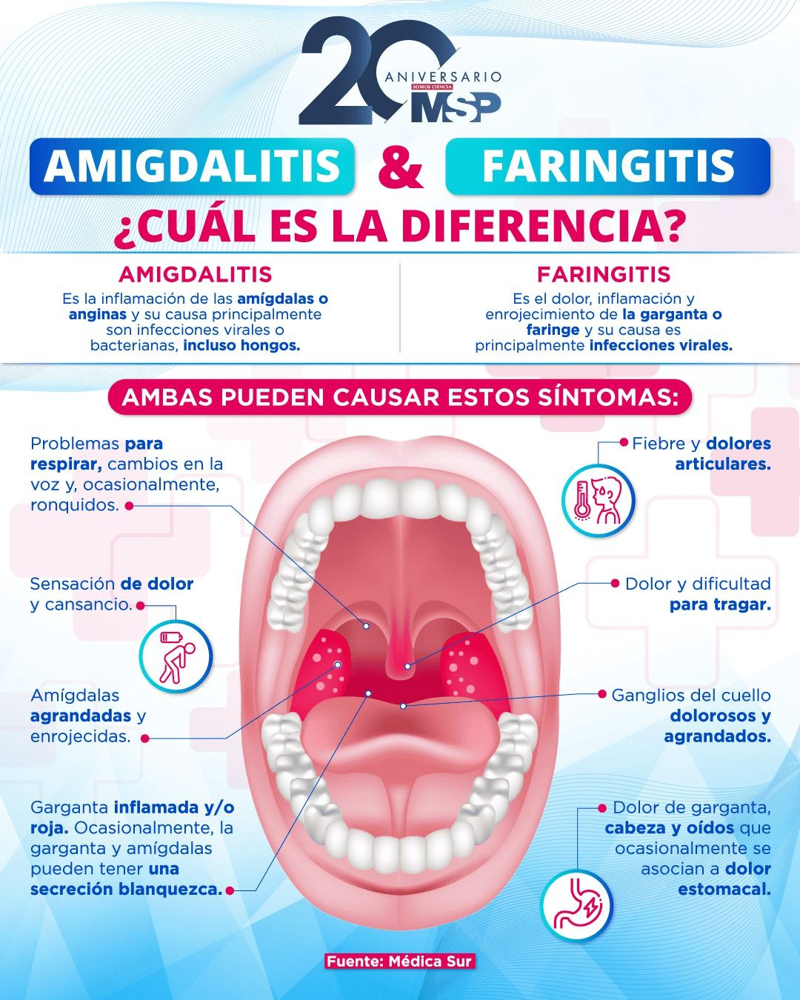 20
ANIVERSARIO
SOMOS CIENCIA
MSP
AMIGDALITIS & FARINGITIS
¿CUÁL ES LA DIFERENCIA?
AMIGDALITIS
Es la inflamación de las amígdalas o
anginas y su causa principalmente
son infecciones virales o
bacterianas, incluso hongos.
FARINGITIS
Es el dolor, inflamación y
enrojecimiento de la garganta o
faringe y su causa es
principalmente infecciones virales.
AMBAS PUEDEN CAUSAR ESTOS SÍNTOMAS:
Problemas para
respirar, cambios en la
voz y, ocasionalmente,
ronquidos.
Sensación de dolor
y cansancio.
Amígdalas
agrandadas y
enrojecidas.
Garganta inflamada y/o
roja. Ocasionalmente, la
garganta y amígdalas
pueden tener una
secreción blanquezca.
Fiebre y dolores
articulares.
Dolor y dificultad
para tragar.
Ganglios del cuello
dolorosos y
agrandados.
Dolor de garganta,
cabeza y oídos que
ocasionalmente se
asocian a dolor
estomacal.
Fuente: Médica Sur